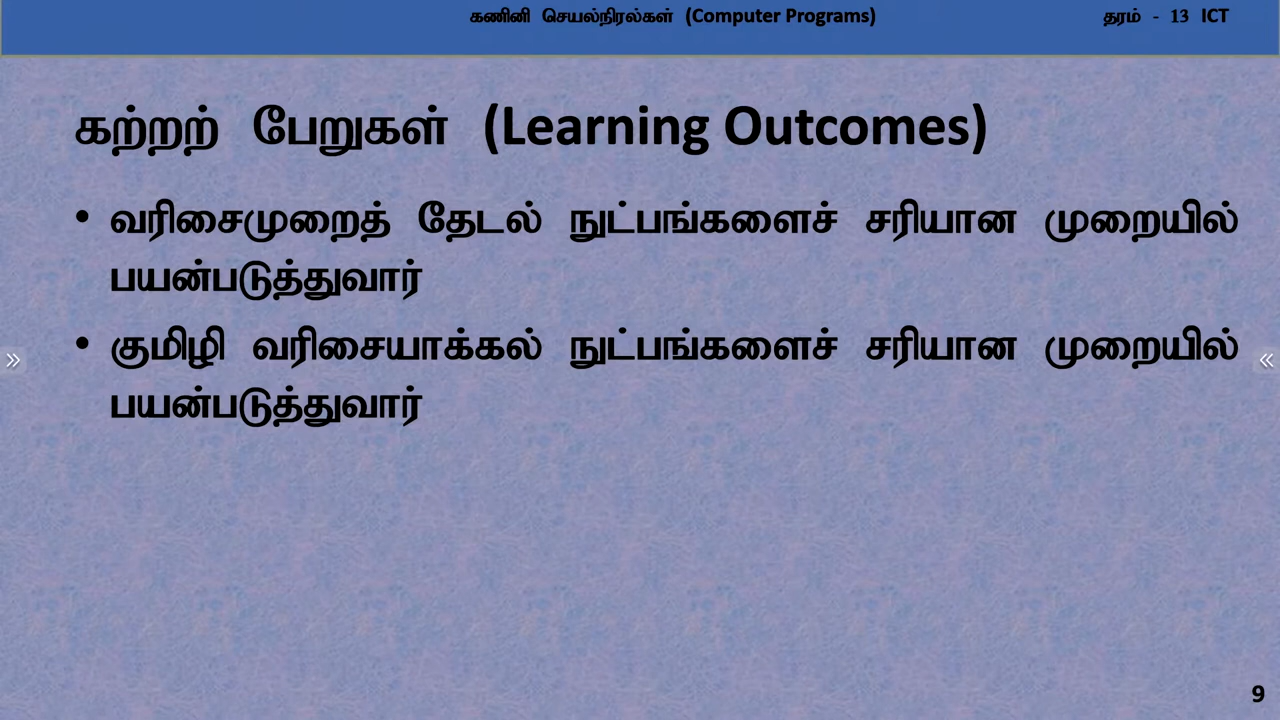 கணினி செயல்நிரல்கள் (Computer Programs) தரம் - 13 ICT
கற்றற் பேறுகள் (Learning Outcomes)
• வரிசைமுறைத் தேடல் நுட்பங்களைச் சரியான முறையில்
பயன்படுத்துவார்
• குமிழி வரிசையாக்கல் நுட்பங்களைச் சரியான முறையில்
பயன்படுத்துவார்
9